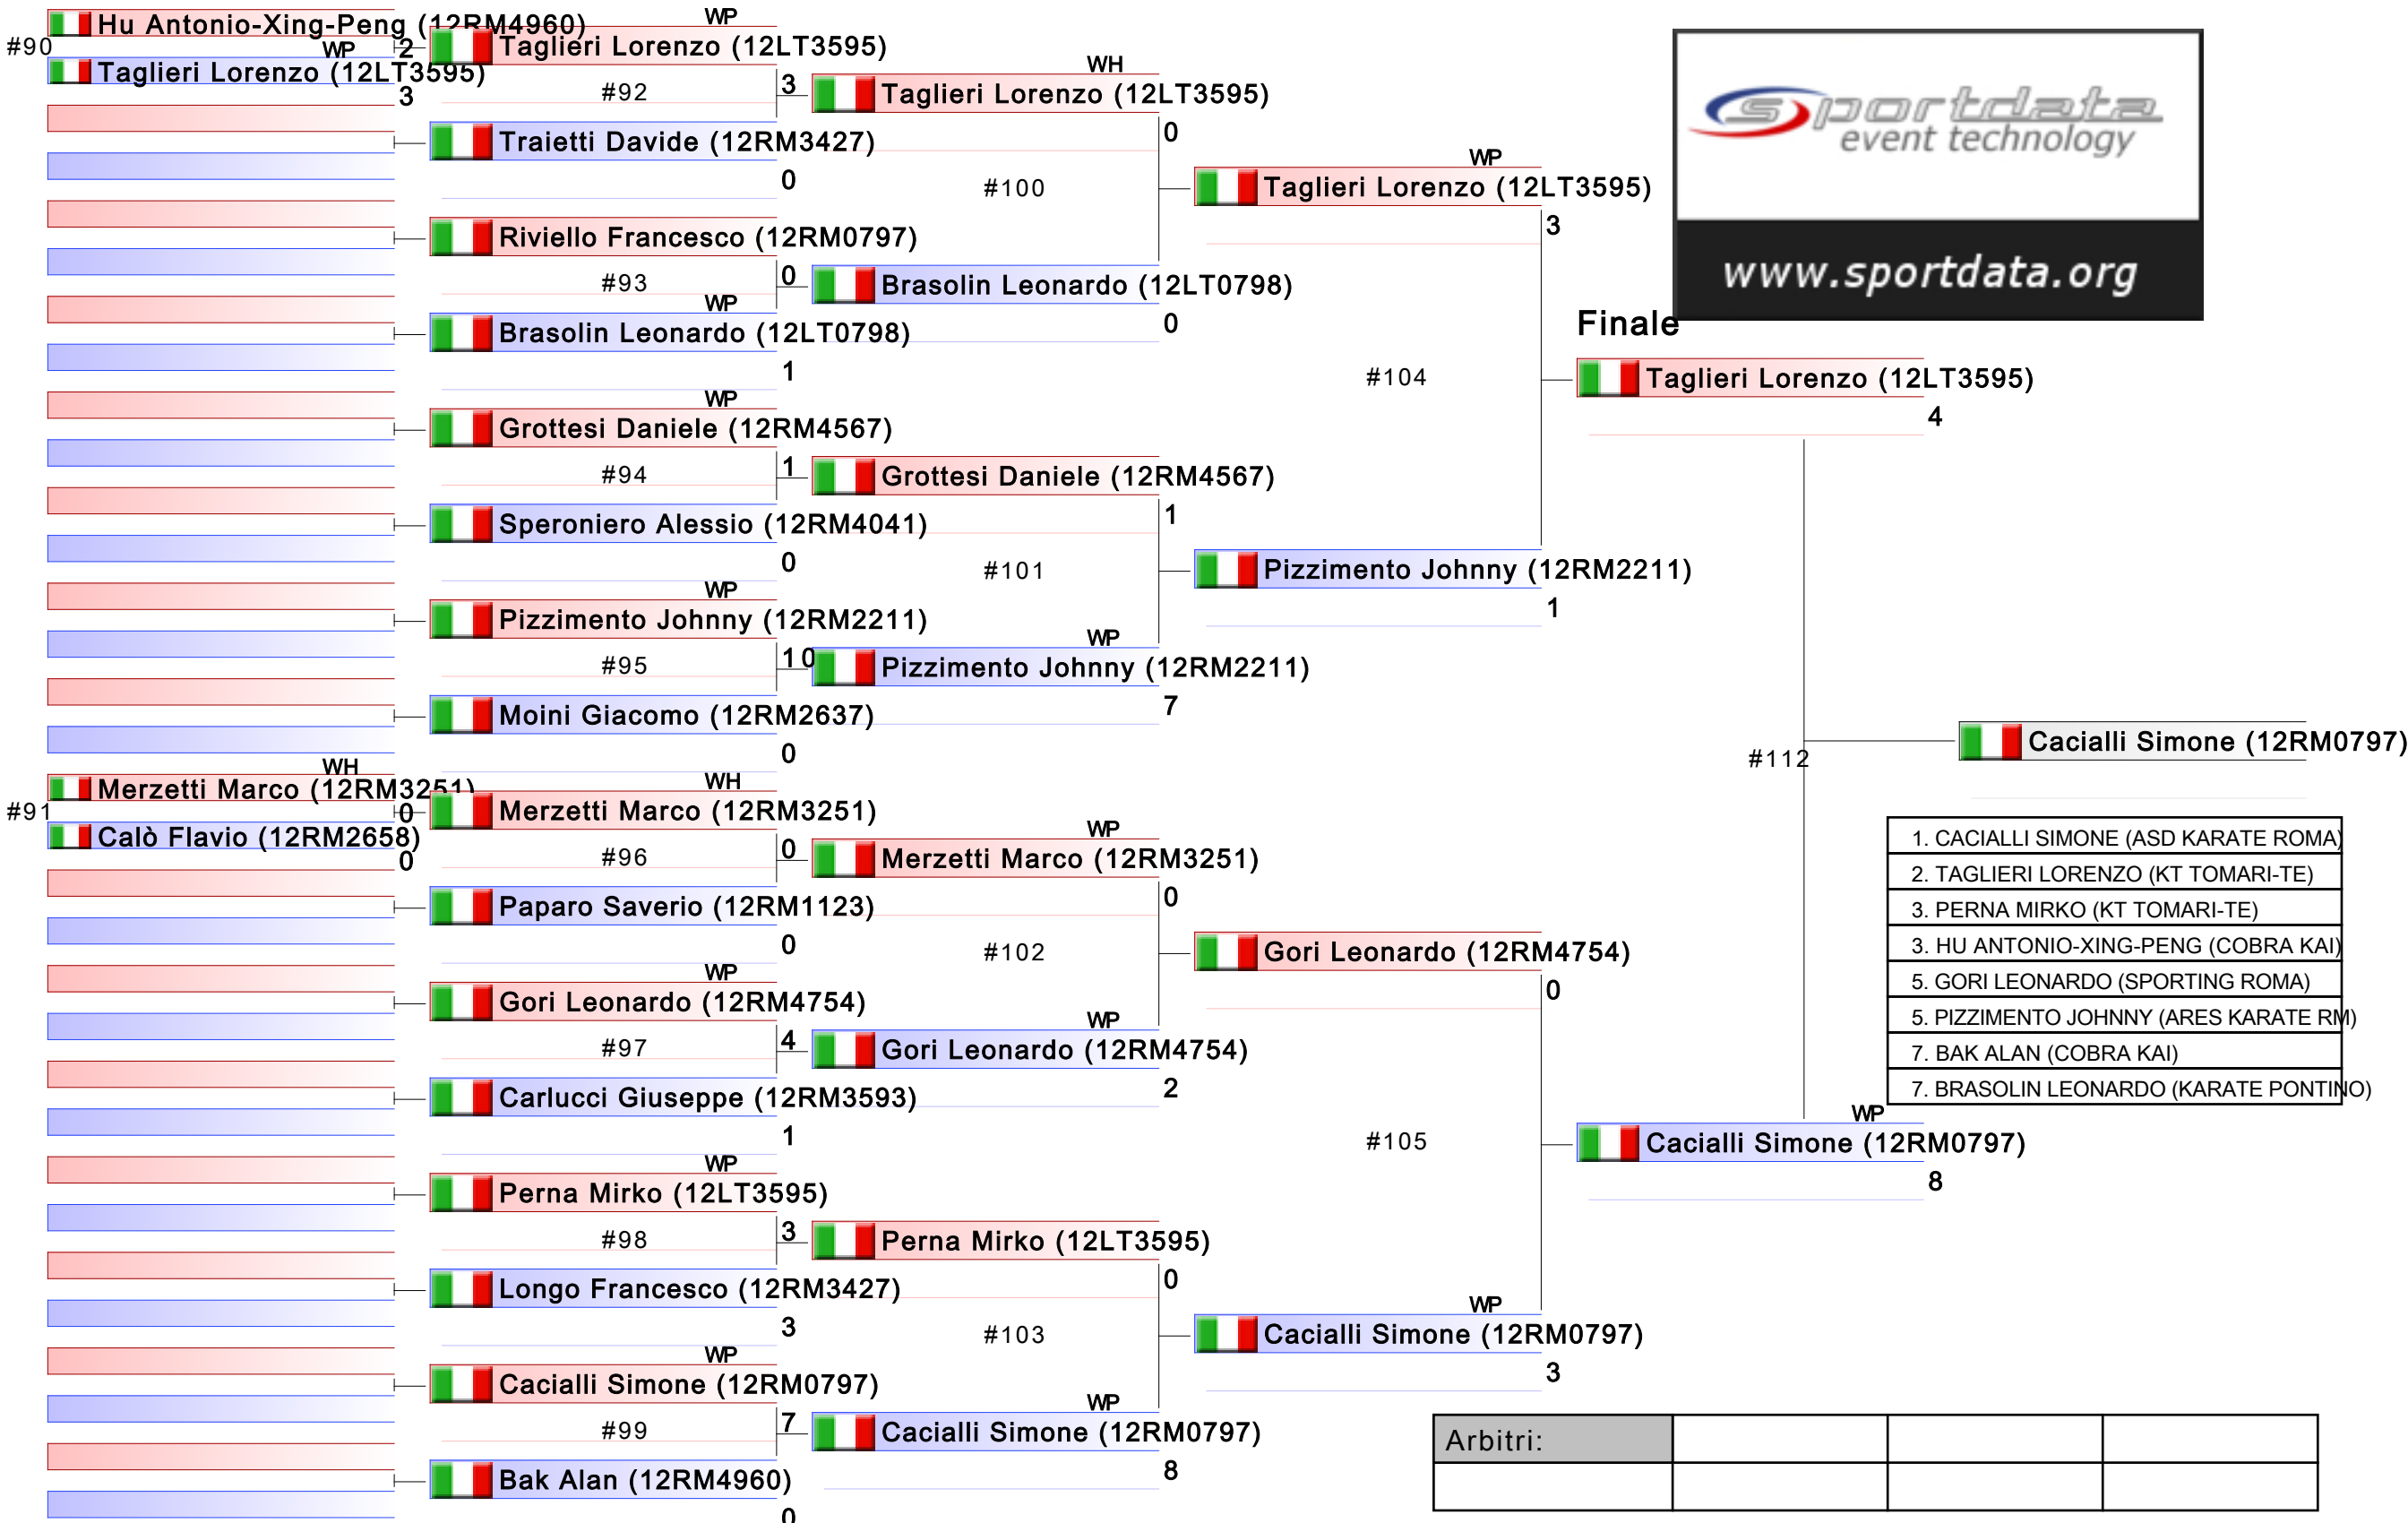 Hu Antonio-Xing-Peng (12RM4960)
2
#90
WP
Taglieri Lorenzo (12LT3595)
3
WP
Taglieri Lorenzo (12LT3595)
3
#92
Traietti Davide (12RM3427)
0
Riviello Francesco (12RM0797)
0
#93
WP
Brasolin Leonardo (12LT0798)
1
WP
Grottesi Daniele (12RM4567)
1
#94
Speroniero Alessio (12RM4041)
0
WP
Pizzimento Johnny (12RM2211)
10
#95
Moini Giacomo (12RM2637)
0
WH
Merzetti Marco (12RM3251)
0
#91
Calò Flavio (12RM2658)
0
WH
Merzetti Marco (12RM3251)
0
#96
Paparo Saverio (12RM1123)
0
WP
Gori Leonardo (12RM4754)
4
#97
Carlucci Giuseppe (12RM3593)
1
WP
Perna Mirko (12LT3595)
3
#98
Longo Francesco (12RM3427)
3
WP
Cacialli Simone (12RM0797)
7
#99
Bak Alan (12RM4960)
0
WH
Taglieri Lorenzo (12LT3595)
0
#100
Brasolin Leonardo (12LT0798)
0
Grottesi Daniele (12RM4567)
1
#101
WP
Pizzimento Johnny (12RM2211)
7
WP
Merzetti Marco (12RM3251)
0
#102
WP
Gori Leonardo (12RM4754)
2
Perna Mirko (12LT3595)
0
#103
WP
Cacialli Simone (12RM0797)
8
WP
Taglieri Lorenzo (12LT3595)
3
#104
Pizzimento Johnny (12RM2211)
1
Gori Leonardo (12RM4754)
0
#105
WP
Cacialli Simone (12RM0797)
3
sportdata
event technology
www.sportdata.org
Finale
Taglieri Lorenzo (12LT3595)
4
#112
WP
Cacialli Simone (12RM0797)
8
Cacialli Simone (12RM0797)
1. CACIALLI SIMONE (ASD KARATE ROMA)
2. TAGLIERI LORENZO (KT TOMARI-TE)
3. PERNA MIRKO (KT TOMARI-TE)
3. HU ANTONIO-XING-PENG (COBRA KAI)
5. GORI LEONARDO (SPORTING ROMA)
5. PIZZIMENTO JOHNNY (ARES KARATE RM)
7. BAK ALAN (COBRA KAI)
7. BRASOLIN LEONARDO (KARATE PONTINO)
Arbitri: